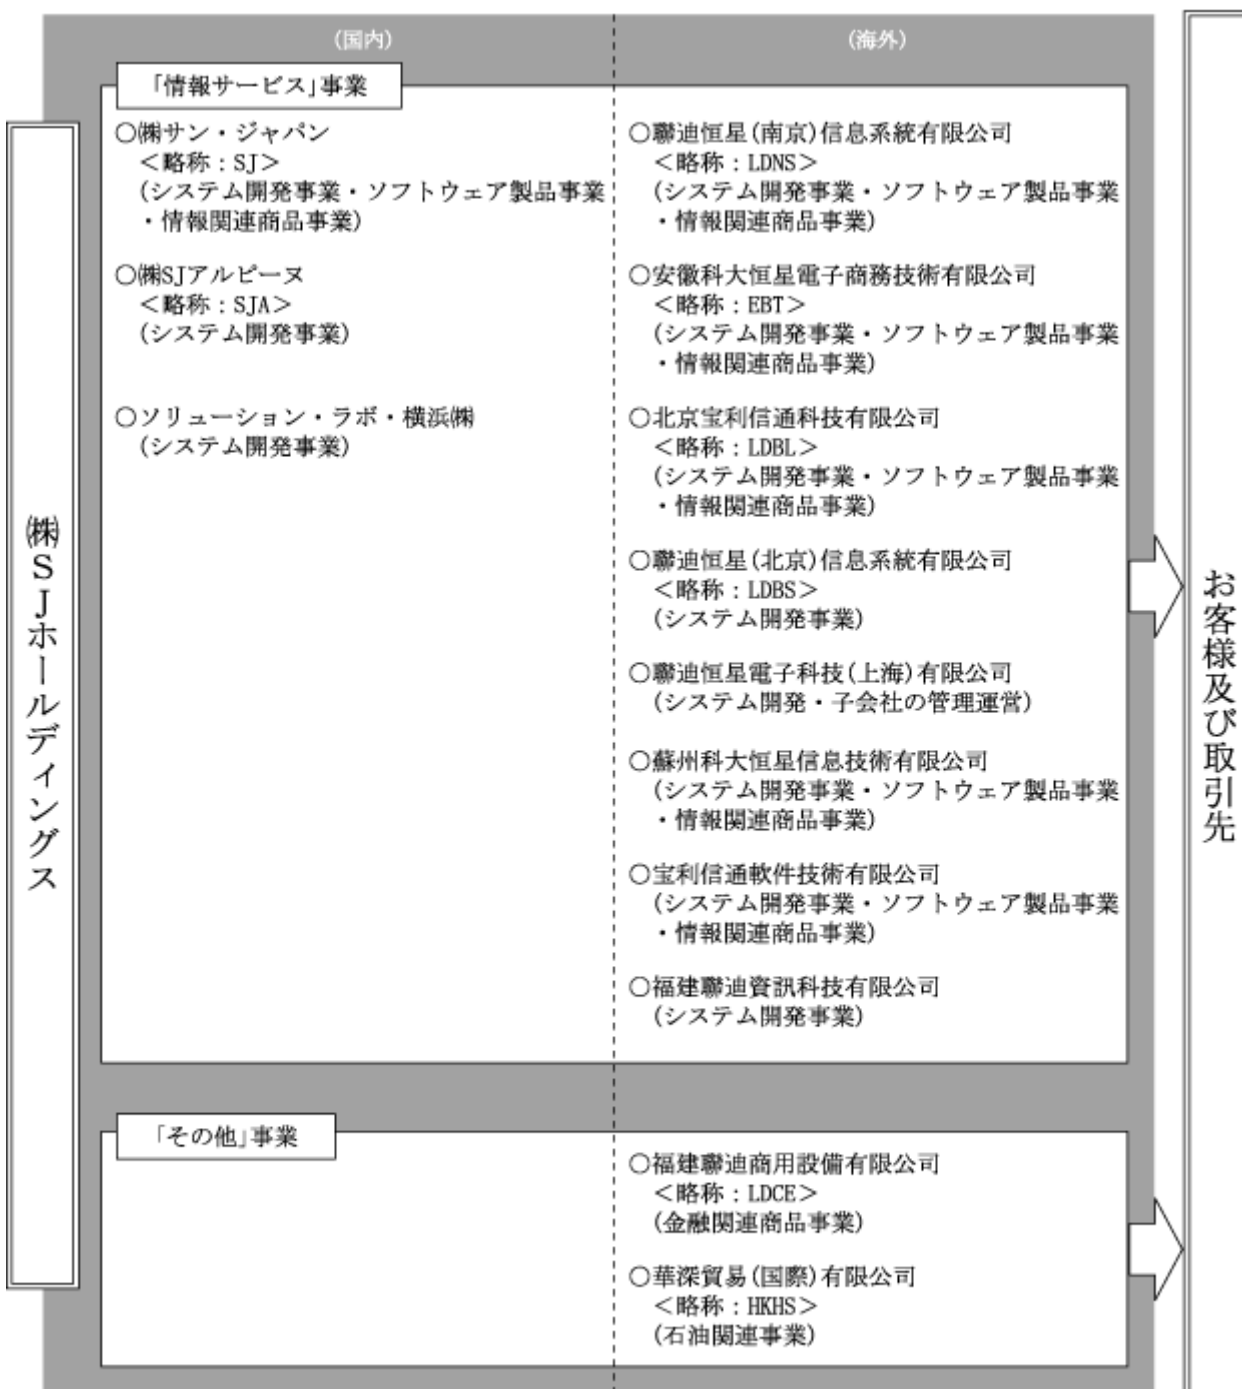 (国内)
(海外)
「情報サービス」事業
㈱SJホールディングス
○㈱サン・ジャパン
<略称：SJ>
(システム開発事業・ソフトウェア製品事業
・情報関連商品事業)
○㈱SJアルピーヌ
<略称：SJA>
(システム開発事業)
○ソリューション・ラボ・横浜㈱
(システム開発事業)
○聯迪恒星(南京)信息系統有限公司
<略称：LDNS>
(システム開発事業・ソフトウェア製品事業
・情報関連商品事業)
○安徽科大恒星電子商務技術有限公司
<略称：EBT>
(システム開発事業・ソフトウェア製品事業
・情報関連商品事業)
○北京宝利信通科技有限公司
<略称：LDBL>
(システム開発事業・ソフトウェア製品事業
・情報関連商品事業)
○聯迪恒星(北京)信息系統有限公司
<略称：LDBS>
(システム開発事業)
○聯迪恒星電子科技(上海)有限公司
(システム開発・子会社の管理運営)
○蘇州科大恒星信息技術有限公司
(システム開発事業・ソフトウェア製品事業
・情報関連商品事業)
○宝利信通軟件技術有限公司
(システム開発事業・ソフトウェア製品事業
・情報関連商品事業)
○福建聯迪資訊科技有限公司
(システム開発事業)
「その他」事業
○福建聯迪商用設備有限公司
<略称：LDCE>
(金融関連商品事業)
○華深貿易(国際)有限公司
<略称：HKHS>
(石油関連事業)
お客様及び取引先